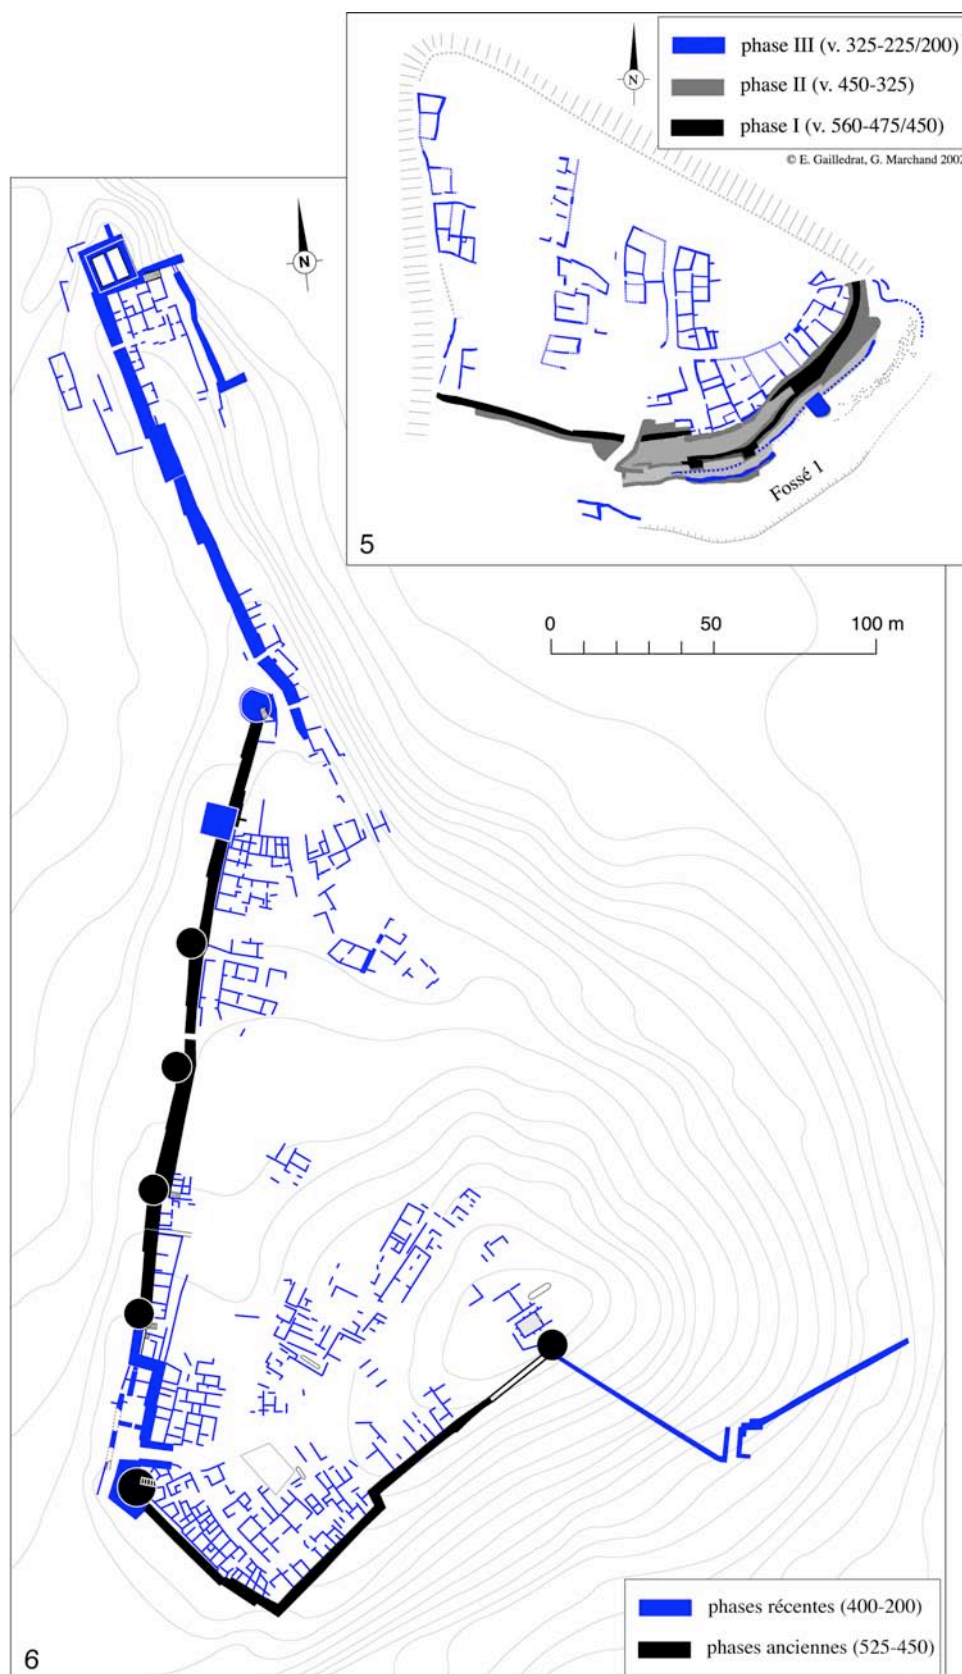 phase III (v. 325-225/200)
phase II (v. 450-325)
phase I (v. 560-475/450)
© E. Gailledrat, G. Marchand 2002
N
Fossé 1
5
N
0 50 100 m
phases récentes (400-200)
phases anciennes (525-450)
6